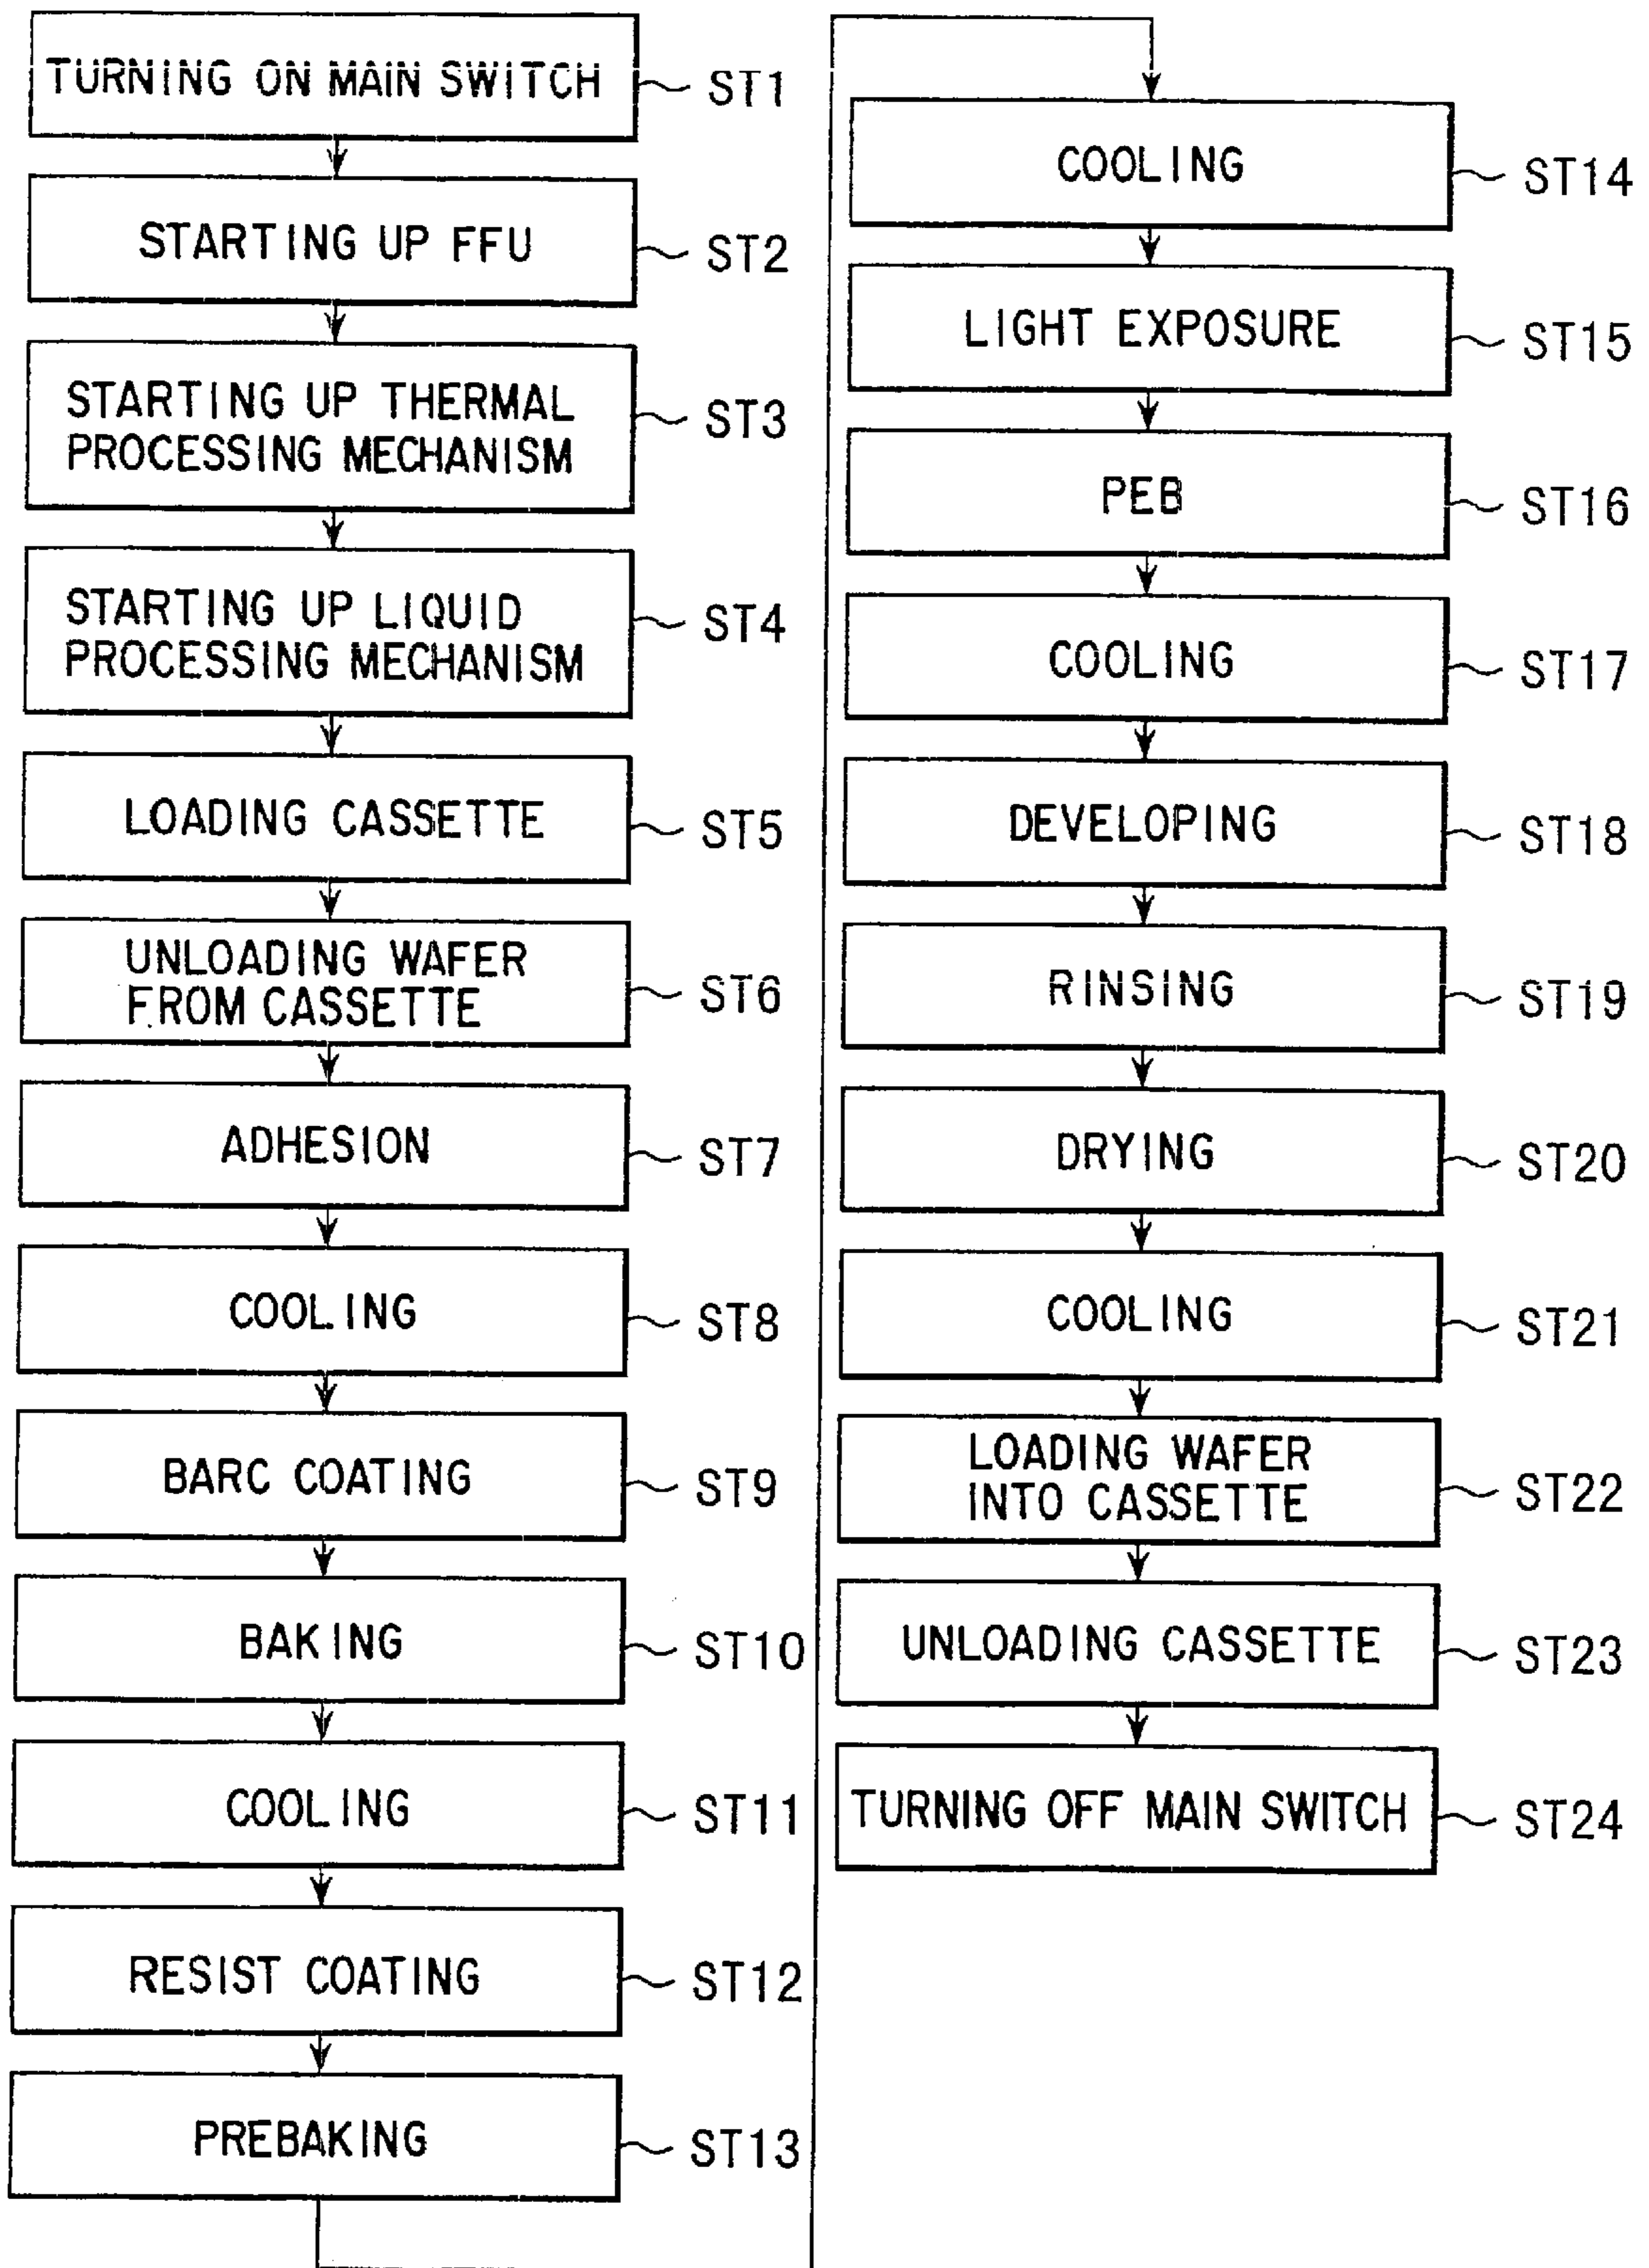 TURNING ON MAIN SWITCH
ST1
STARTING UP FFU
ST2
STARTING UP THERMAL
PROCESSING MECHANISM
ST3
STARTING UP LIQUID
PROCESSING MECHANISM
ST4
LOADING CASSETTE
ST5
UNLOADING WAFER
FROM CASSETTE
ST6
ADHESION
ST7
COOLING
ST8
BARC COATING
ST9
BAKING
ST10
COOLING
ST11
RESIST COATING
ST12
PREBAKING
ST13
COOLING
ST14
LIGHT EXPOSURE
ST15
PEB
ST16
COOLING
ST17
DEVELOPING
ST18
RINSING
ST19
DRYING
ST20
COOLING
ST21
LOADING WAFER
INTO CASSETTE
ST22
UNLOADING CASSETTE
ST23
TURNING OFF MAIN SWITCH
ST24